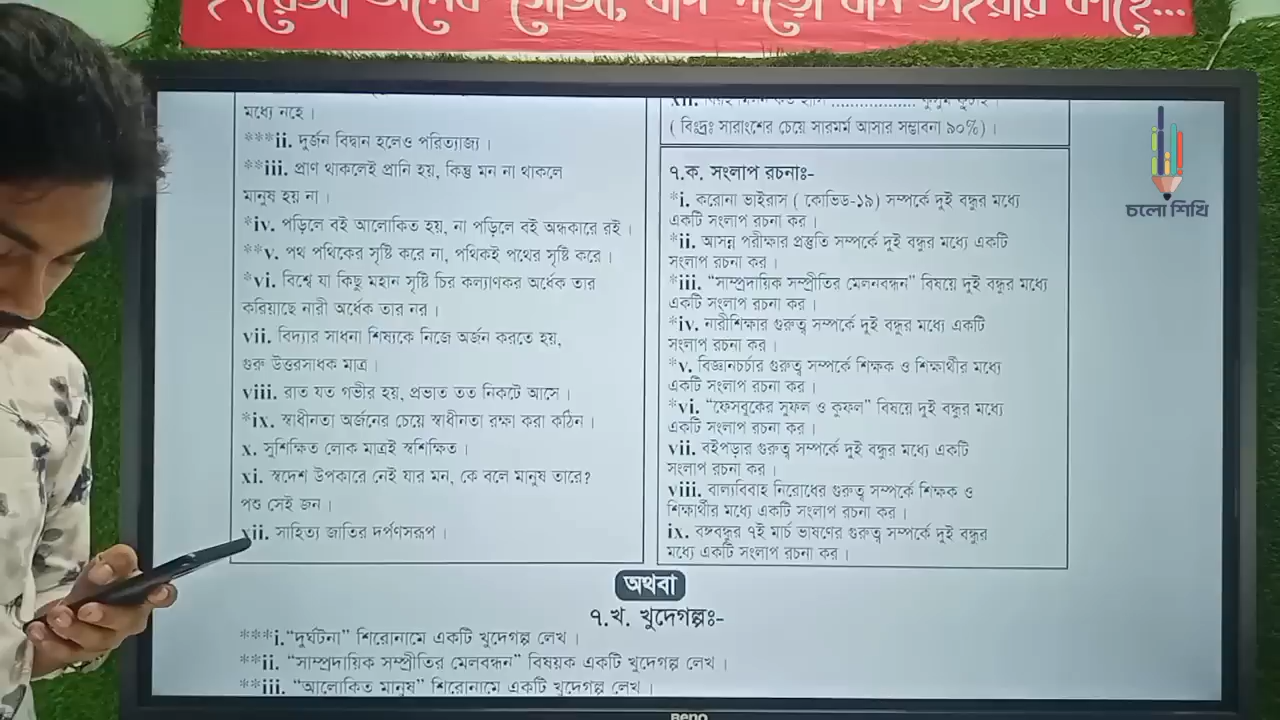 মধ্যে নহে।
***ii. দুর্জন বিদ্বান হলেও পরিত্যাজ্য।
**iii. প্রাণ থাকলেই প্রানি হয়, কিন্তু মন না থাকলে
মানুষ হয় না।
*iv. পড়িলে বই আলোকিত হয়, না পড়িলে বই অন্ধকারে রই।
**v. পথ পথিকের সৃষ্টি করে না, পথিকই পথের সৃষ্টি করে।
*vi. বিশ্বে যা কিছু মহান সৃষ্টি চির কল্যাণকর অর্ধেক তার
করিয়াছে নারী অর্ধেক তার নর।
vii. বিদ্যার সাধনা শিষ্যকে নিজে অর্জন করতে হয়,
গুরু উত্তরসাধক মাত্র।
viii. রাত যত গভীর হয়, প্রভাত তত নিকটে আসে।
*ix. স্বাধীনতা অর্জনের চেয়ে স্বাধীনতা রক্ষা করা কঠিন।
x. সুশিক্ষিত লোক মাত্রই স্বশিক্ষিত।
xi. স্বদেশ উপকারে নেই যার মন, কে বলে মানুষ তারে?
পশু সেই জন।
xii. সাহিত্য জাতির দর্পণসরূপ।
( বিঃদ্রঃ সারাংশের চেয়ে সারমর্ম আসার সম্ভাবনা ৯০%)।
৭.ক. সংলাপ রচনাঃ-
*i. করোনা ভাইরাস ( কোভিড-১৯) সম্পর্কে দুই বন্ধুর মধ্যে
একটি সংলাপ রচনা কর।
*ii. আসন্ন পরীক্ষার প্রস্তুতি সম্পর্কে দুই বন্ধুর মধ্যে একটি
সংলাপ রচনা কর।
*iii. “সাম্প্রদায়িক সম্প্রীতির মেলনবন্ধন” বিষয়ে দুই বন্ধুর মধ্যে
একটি সংলাপ রচনা কর।
*iv. নারীশিক্ষার গুরুত্ব সম্পর্কে দুই বন্ধুর মধ্যে একটি
সংলাপ রচনা কর।
*v. বিজ্ঞানচর্চার গুরুত্ব সম্পর্কে শিক্ষক ও শিক্ষার্থীর মধ্যে
একটি সংলাপ রচনা কর।
*vi. “ফেসবুকের সুফল ও কুফল” বিষয়ে দুই বন্ধুর মধ্যে
একটি সংলাপ রচনা কর।
vii. বইপড়ার গুরুত্ব সম্পর্কে দুই বন্ধুর মধ্যে একটি
সংলাপ রচনা কর।
viii. বাল্যবিবাহ নিরোধের গুরুত্ব সম্পর্কে শিক্ষক ও
শিক্ষার্থীর মধ্যে একটি সংলাপ রচনা কর।
ix. বঙ্গবন্ধুর ৭ই মার্চ ভাষণের গুরুত্ব সম্পর্কে দুই বন্ধুর
মধ্যে একটি সংলাপ রচনা কর।
অথবা
৭.খ. খুদেগল্পঃ-
***i.“দুর্ঘটনা” শিরোনামে একটি খুদেগল্প লেখ।
**ii. “সাম্প্রদায়িক সম্প্রীতির মেলবন্ধন” বিষয়ক একটি খুদেগল্প লেখ।
**iii. “আলোকিত মানুষ” শিরোনামে একটি খুদেগল্প লেখ।
চলো শিখি
BenQ